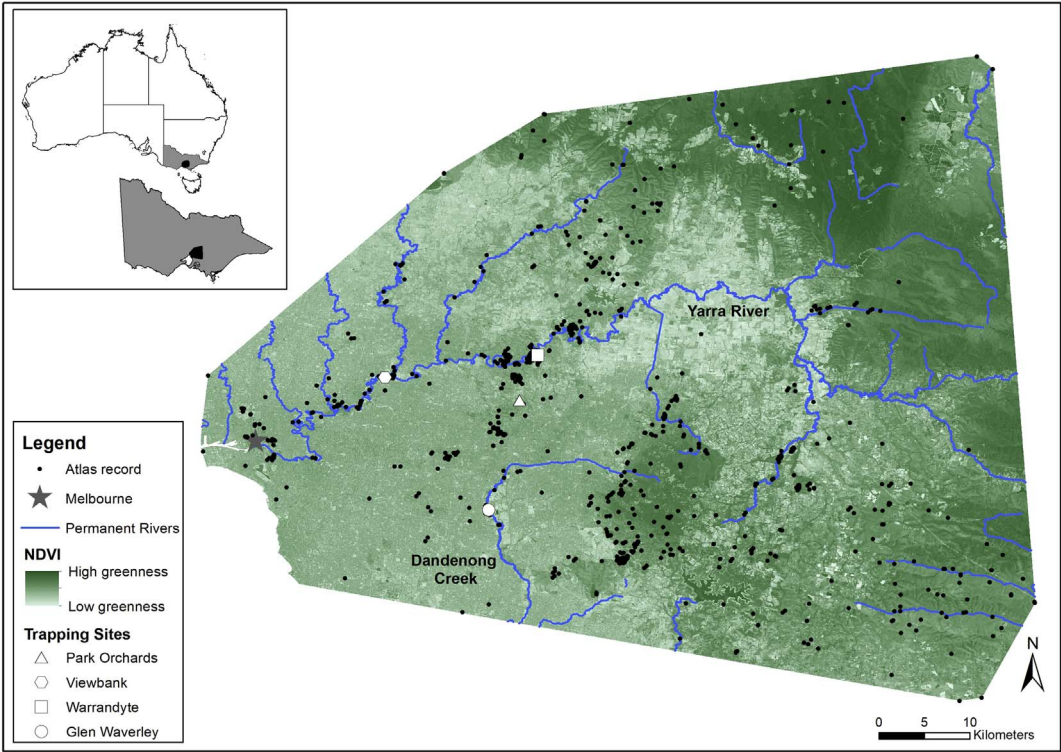 Yarra River
Dandenong
Creek
Legend
Atlas record
Melbourne
Permanent Rivers
NDVI
High greenness
Low greenness
Trapping Sites
Park Orchards
Viewbank
Warrandyte
Glen Waverley
N
0 5 10
Kilometers